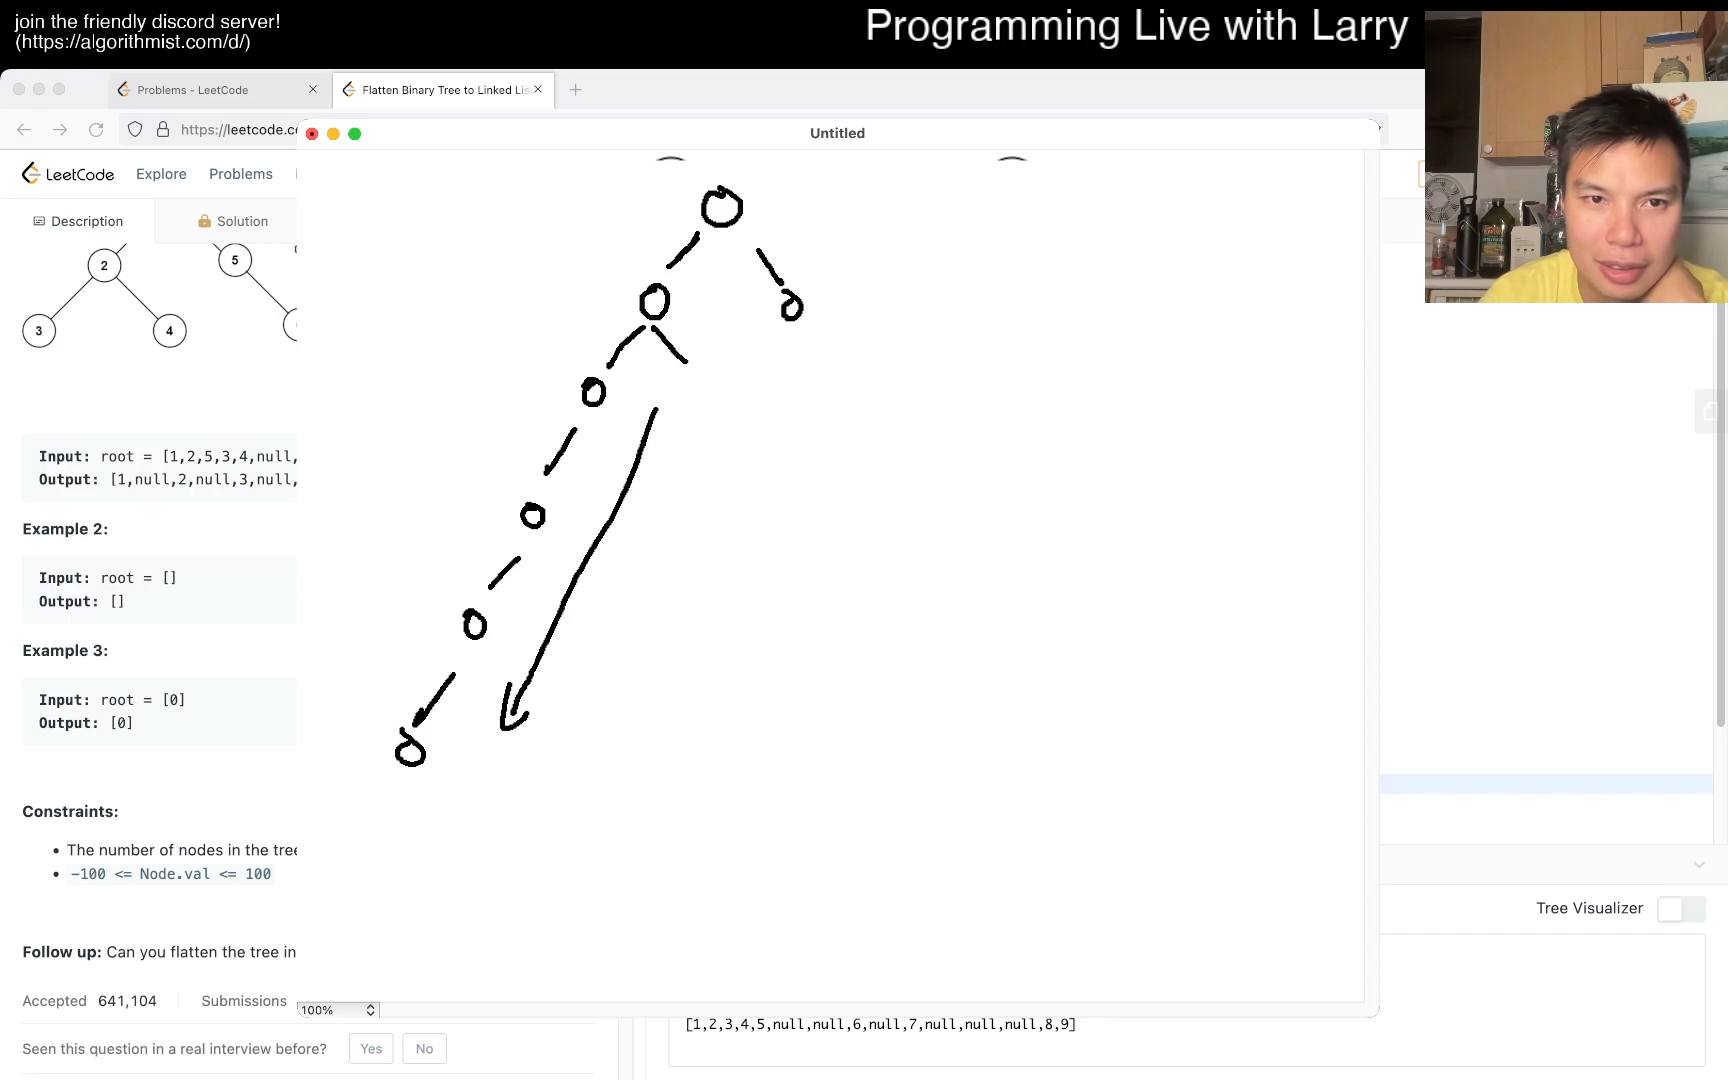 join the friendly discord server!
(https://algorithmist.com/d/)
Programming Live with Larry
Problems - LeetCode
Flatten Binary Tree to Linked Lis
https://leetcode.co
Untitled
LeetCode
Explore
Problems
Description
Solution
2
5
3
4
Input: root = [1,2,5,3,4,null,
Output: [1,null,2,null,3,null,
Example 2:
Input: root = []
Output: []
Example 3:
Input: root = [0]
Output: [0]
Constraints:
• The number of nodes in the tree
• -100 <= Node.val <= 100
Tree Visualizer
Follow up: Can you flatten the tree in
Accepted 641,104
Submissions
100%
[1,2,3,4,5,null,null,6,null,7,null,null,null,8,9]
Seen this question in a real interview before?
Yes
No